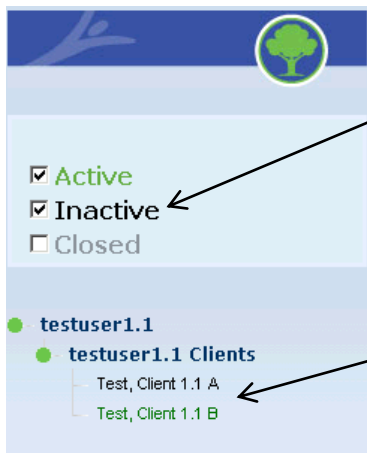 Active
Inactive
Closed
testuser1.1
testuser1.1 Clients
Test, Client 1.1 A
Test, Client 1.1 B